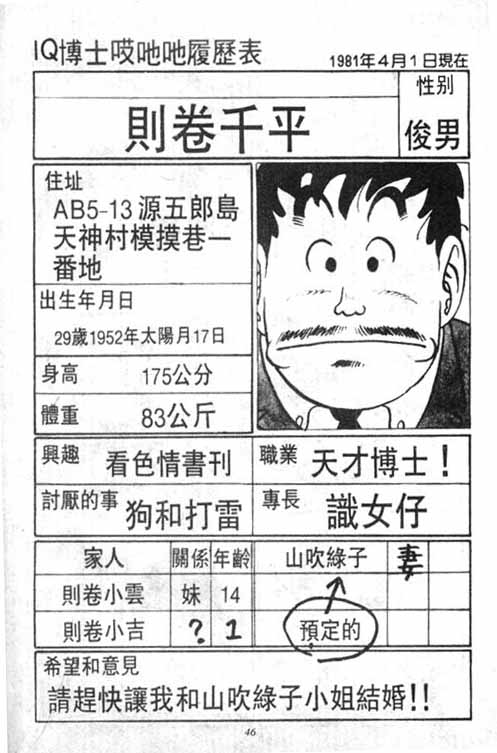 IQ博士哎吔吔履歷表
1981年4月1日現在
性別
則卷千平
俊男
住址
AB5-13源五郎島
天神村模摸巷一
番地
出生年月日
29歲1952年太陽月17日
身高 175公分
體重 83公斤
興趣 看色情書刊
職業 天才博士!
討厭的事 狗和打雷
專長 識女仔
家人 關係 年齡 山吹綠子 妻
則卷小雲 妹 14
則卷小吉 ? 1 預定的
希望和意見
請趕快讓我和山吹綠子小姐結婚!!
46